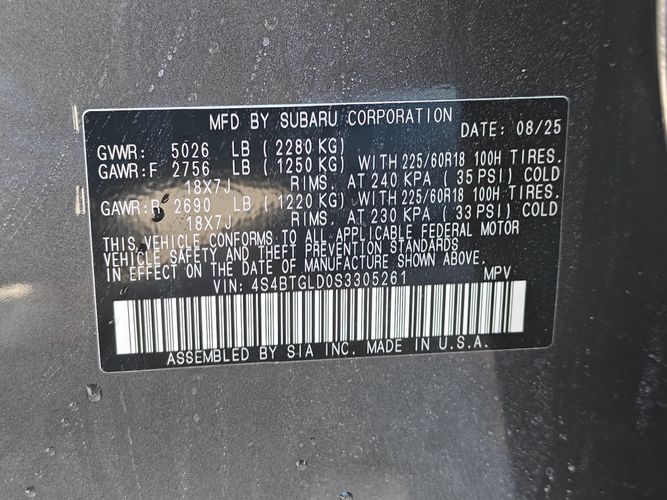 MFD BY SUBARU CORPORATION
DATE: 08/25
GVWR: 5026 LB (2280 KG)
GAWR:F 2756 LB (1250 KG) WITH 225/60R18 100H TIRES.
18X7J RIMS. AT 240 KPA (35 PSI) COLD
GAWR:R 2690 LB (1220 KG) WITH 225/60R18 100H TIRES.
18X7J RIMS. AT 230 KPA (33 PSI) COLD
THIS VEHICLE CONFORMS TO ALL APPLICABLE FEDERAL MOTOR
VEHICLE SAFETY AND THEFT PREVENTION STANDARDS
IN EFFECT ON THE DATE OF MANUFACTURE SHOWN ABOVE.
VIN: 4S4BTGLD0S3305261 MPV
ASSEMBLED BY SIA INC. MADE IN U.S.A.